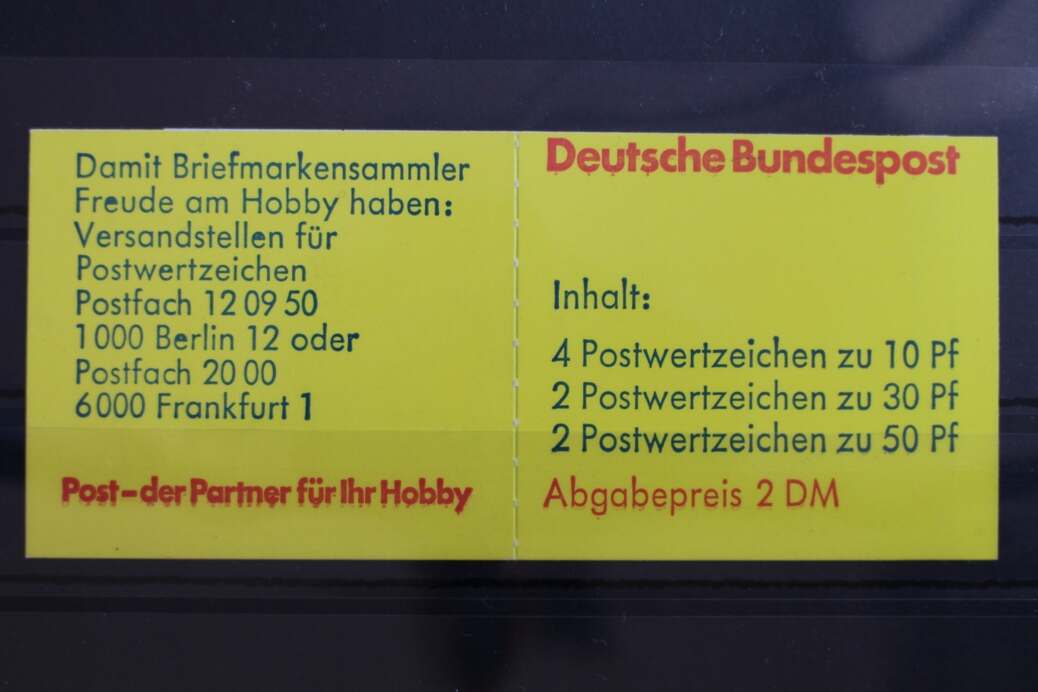 Damit Briefmarkensammler
Freude am Hobby haben:
Versandstellen für
Postwertzeichen
Postfach 12 09 50
1000 Berlin 12 oder
Postfach 20 00
6000 Frankfurt 1
Post-der Partner für Ihr Hobby
Deutsche Bundespost
Inhalt:
4 Postwertzeichen zu 10 Pf
2 Postwertzeichen zu 30 Pf
2 Postwertzeichen zu 50 Pf
Abgabepreis 2 DM